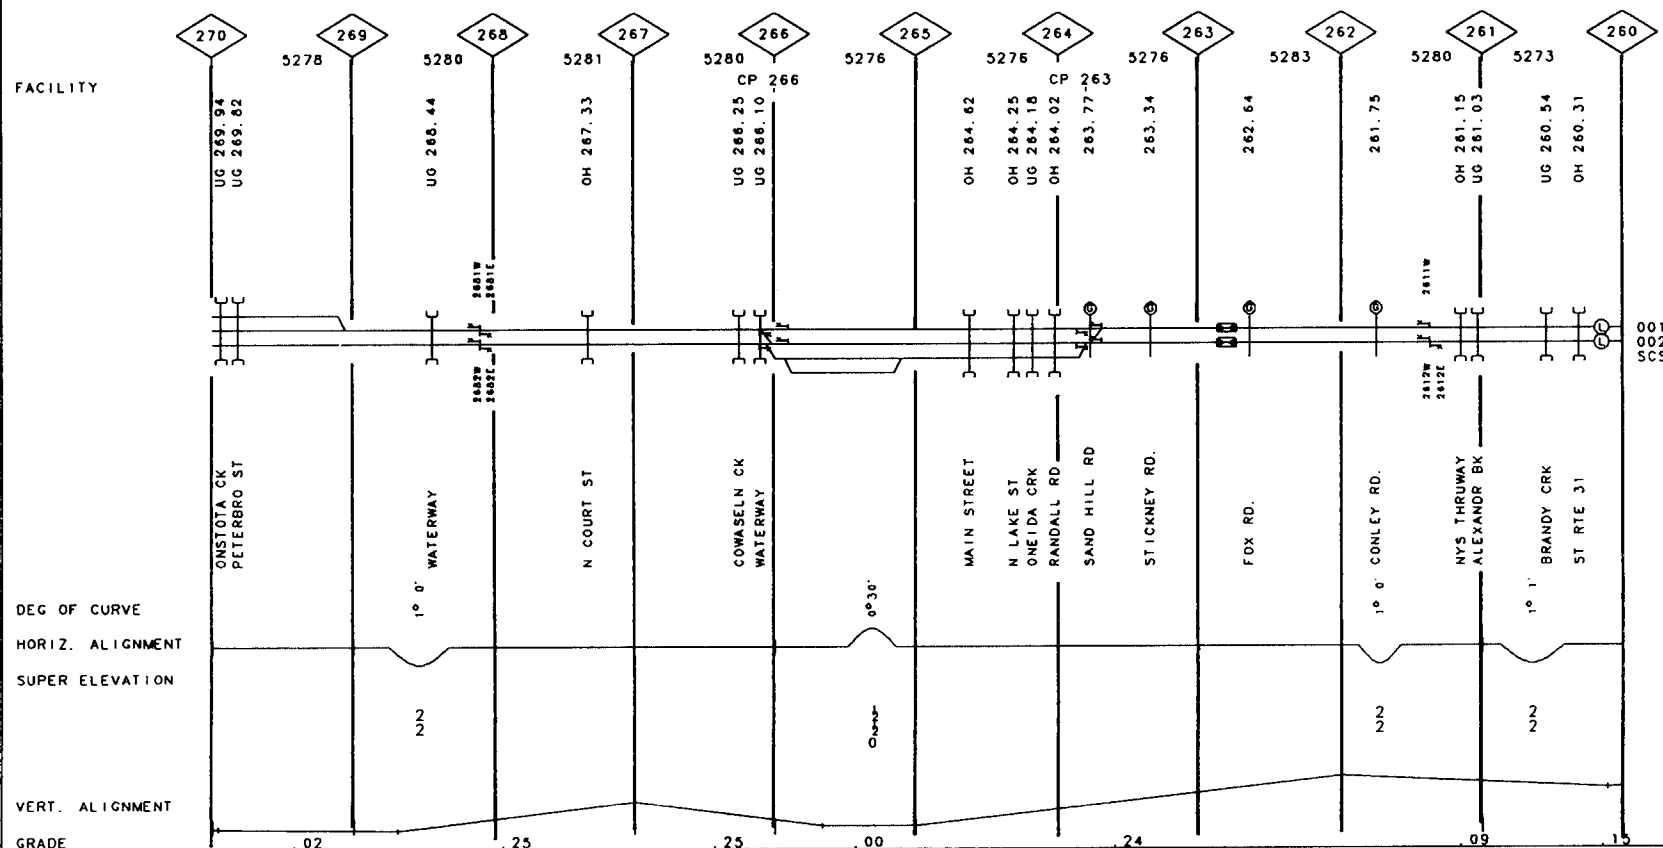 270 269 268 267 266 265 264 263 262 261 260
5278 5280 5281 5280 5276 5276 5276 5283 5280 5273
CP 266 CP 263
FACILITY
UG 269.94
UG 269.82
UG 268.44
OH 267.33
UG 266.25
UG 266.10
OH 264.62
OH 264.25
UG 264.18
OH 264.02
263.77
263.34
262.64
261.75
OH 261.15
UG 261.03
UG 260.54
OH 260.31
2681W
2681E
2611W
G G G G
L 001
L 002
SCS
2682W
2682E
2612W
2612E
ONSTOTA CK
PETERBRO ST
WATERWAY
N COURT ST
COWASELN CK
WATERWAY
MAIN STREET
N LAKE ST
ONEIDA CRK
RANDALL RD
SAND HILL RD
STICKNEY RD.
FOX RD.
CONLEY RD.
NYS THRUWAY
ALEXANDR BK
BRANDY CRK
ST RTE 31
DEG OF CURVE 1° 0' 0°30' 1° 0' 1° 1'
HORIZ. ALIGNMENT
SUPER ELEVATION
2 2 2
2 0 2 2
VERT. ALIGNMENT
GRADE .02 .25 .25 .00 .24 .09 .15